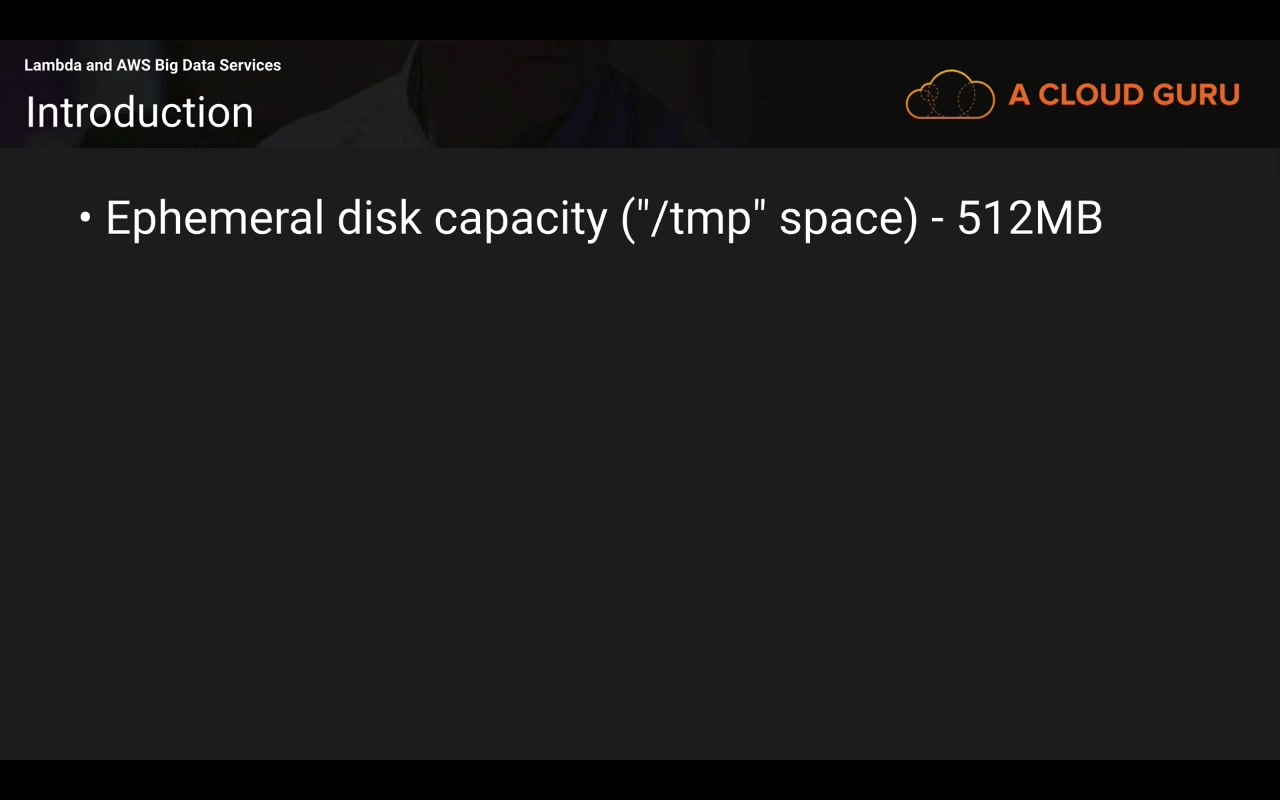 Lambda and AWS Big Data Services
Introduction
A CLOUD GURU
• Ephemeral disk capacity ("/tmp" space) - 512MB